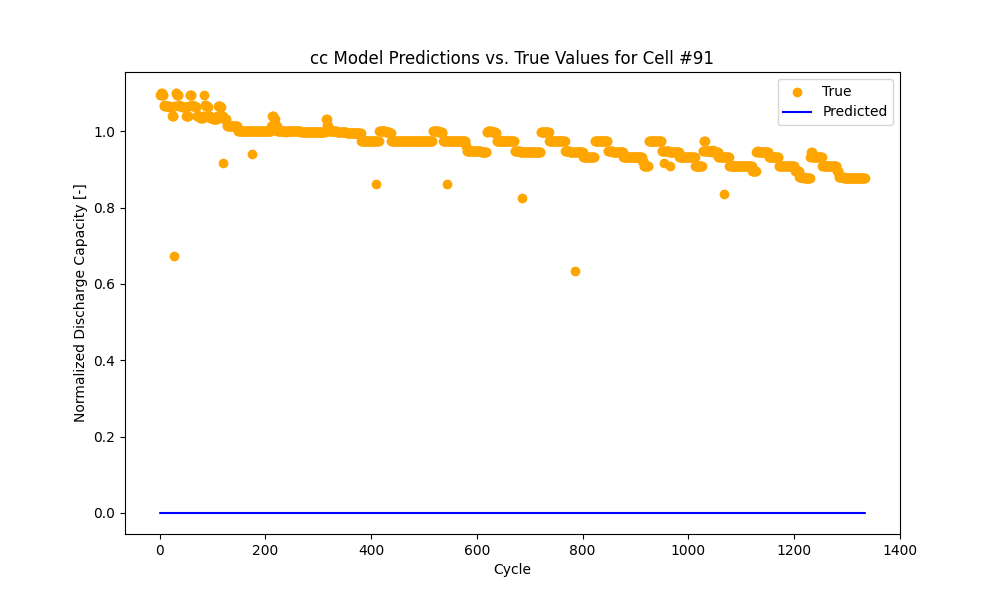 cc Model Predictions vs. True Values for Cell #91
True
Predicted
Normalized Discharge Capacity [-]
1.0
0.8
0.6
0.4
0.2
0.0
0 200 400 600 800 1000 1200 1400
Cycle